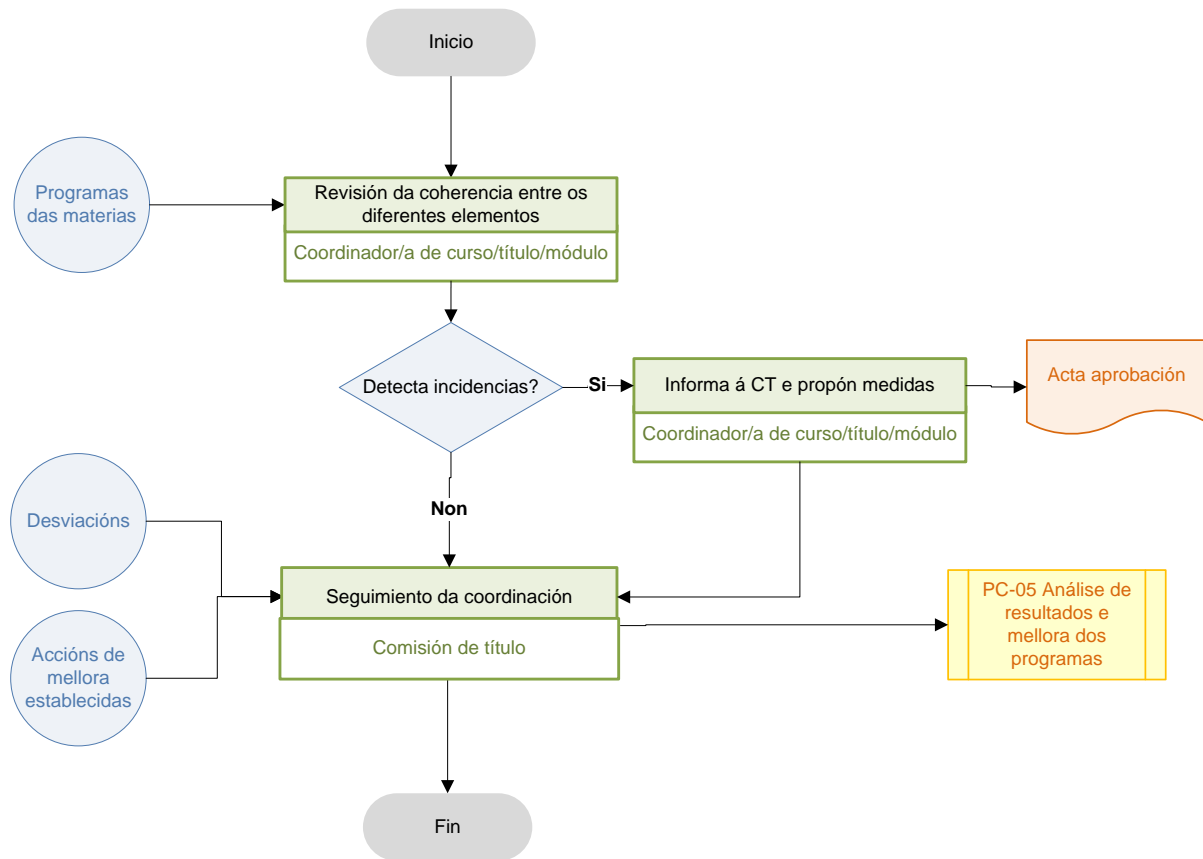 Inicio
Programas
das materias
Revisión da coherencia entre os
diferentes elementos
Coordinador/a de curso/título/módulo
Detecta incidencias?
Si
Informa á CT e propón medidas
Coordinador/a de curso/título/módulo
Acta aprobación
Non
Desviacións
Seguimiento da coordinación
Comisión de título
PC-05 Análise de
resultados e
mellora dos
programas
Accións de
mellora
establecidas
Fin